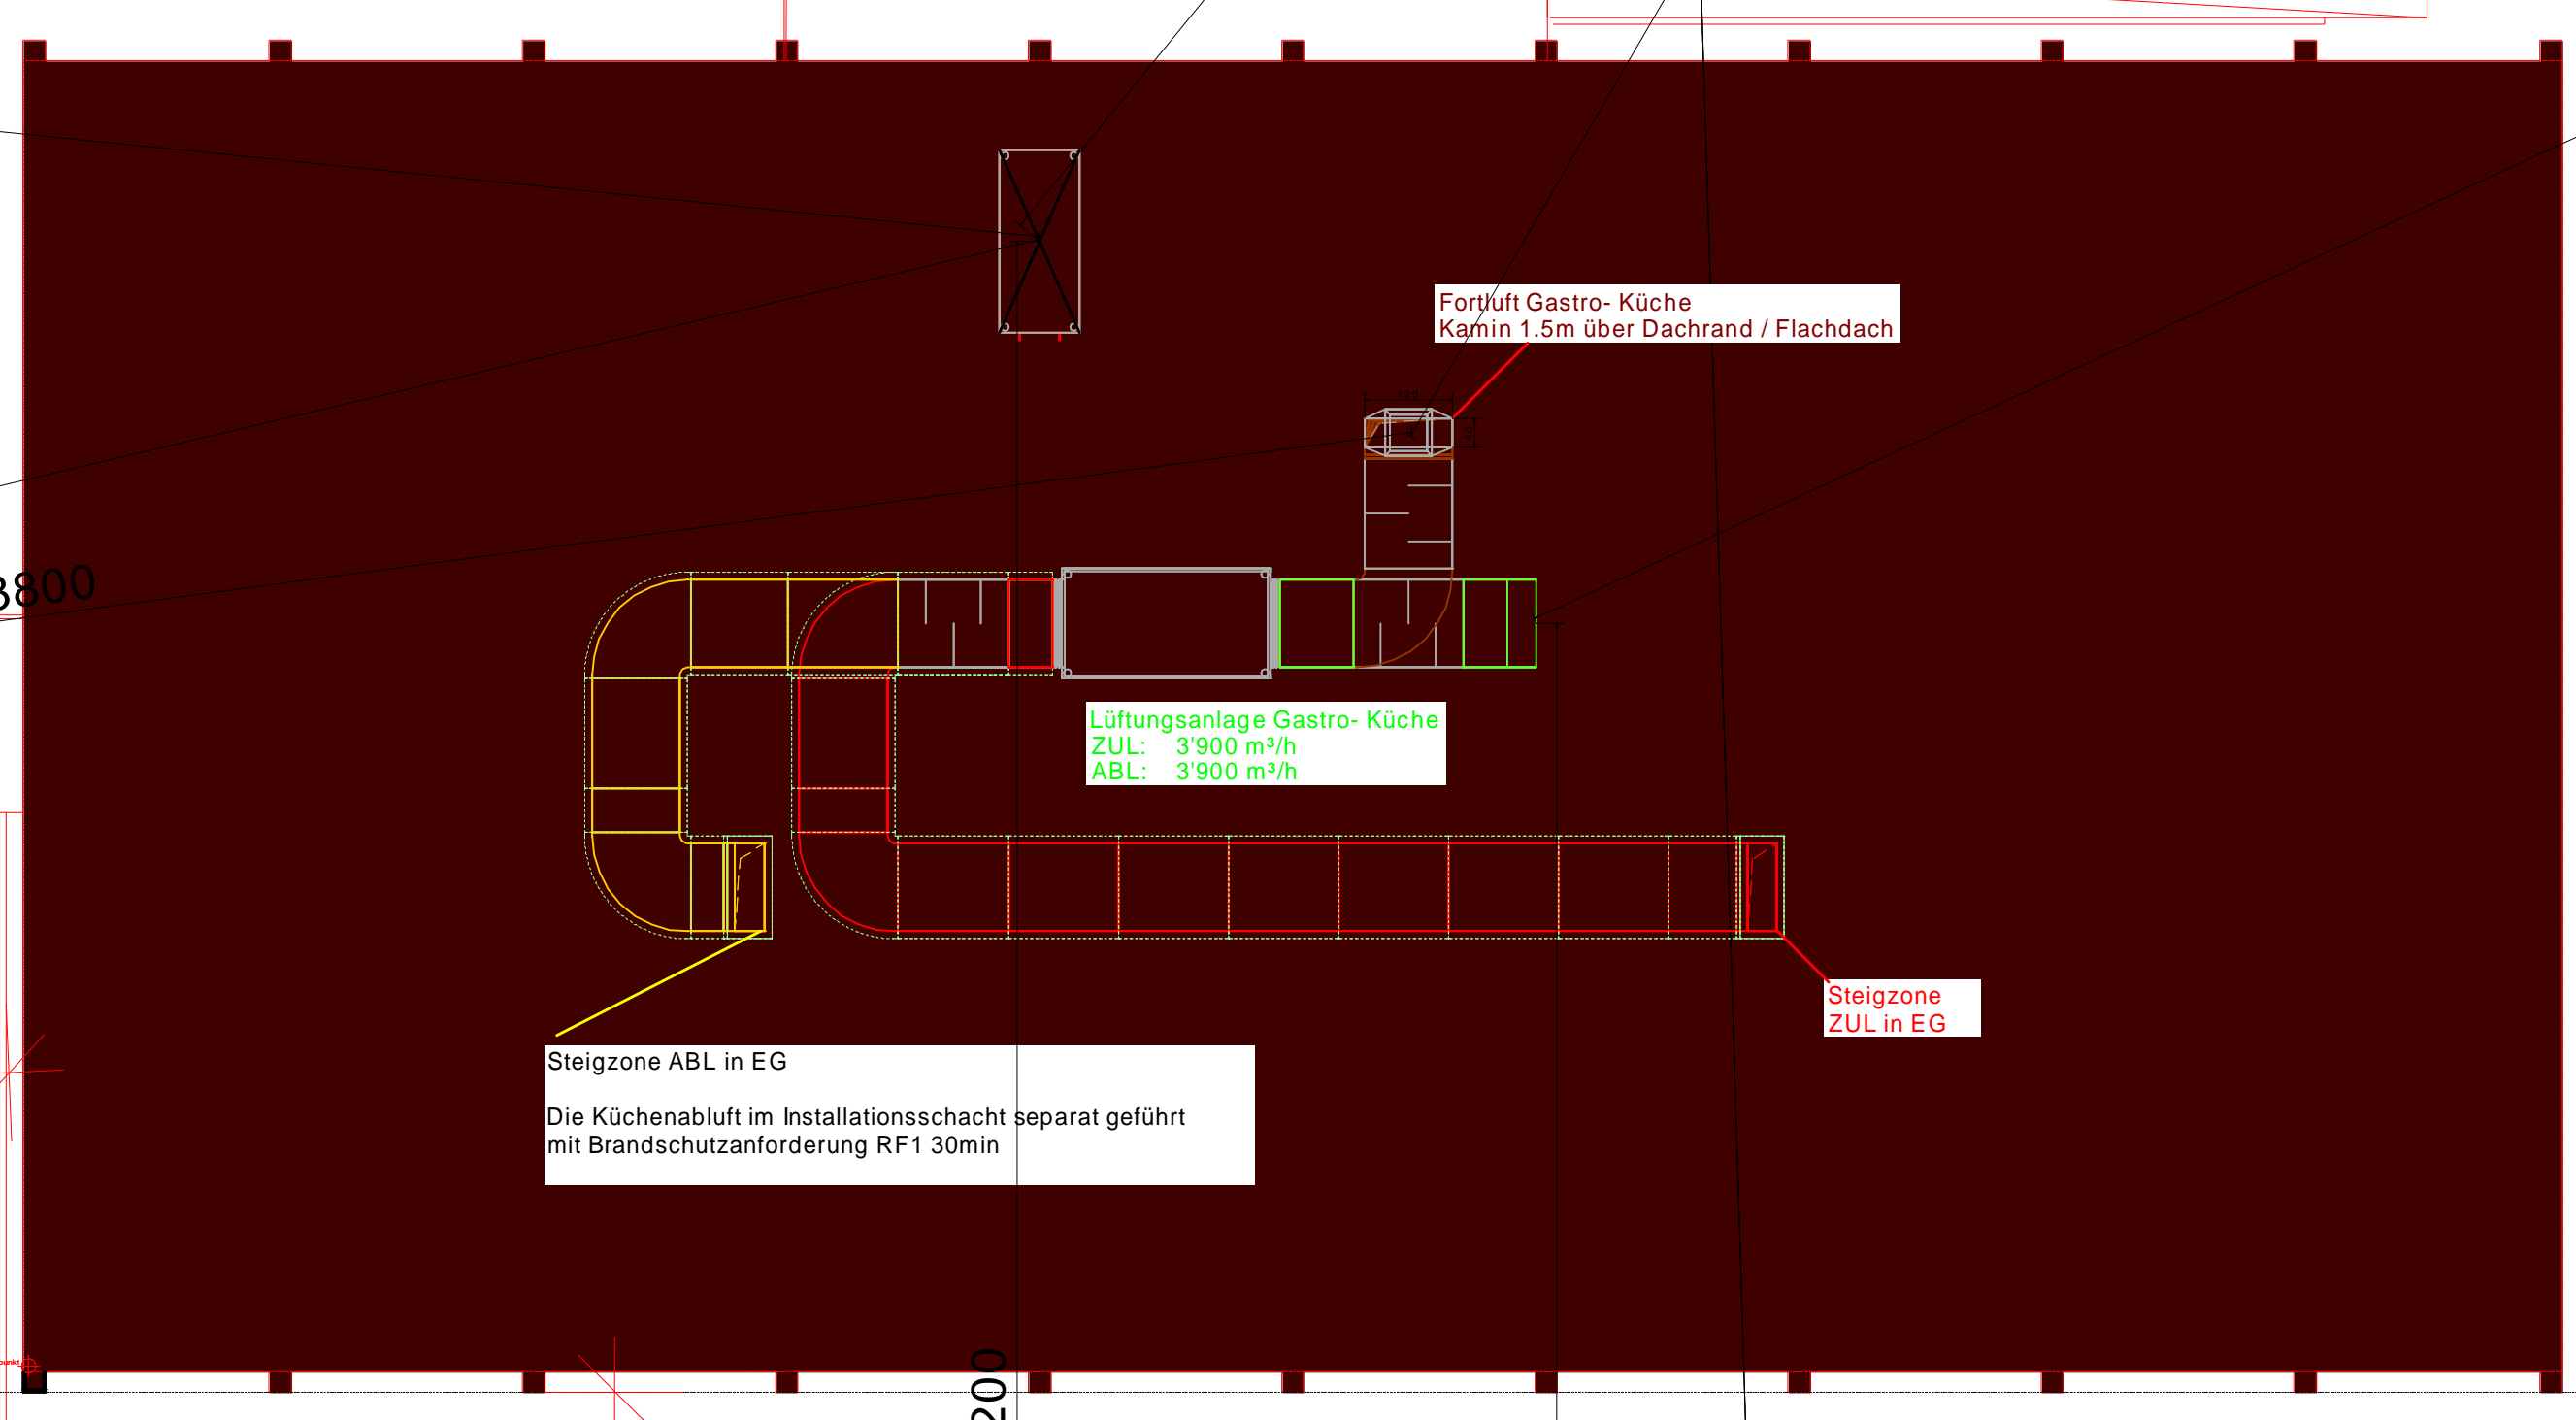 Fortluft Gastro- Küche
Kamin 1.5m über Dachrand / Flachdach
3800
Lüftungsanlage Gastro- Küche
ZUL: 3'900 m³/h
ABL: 3'900 m³/h
Steigzone
ZUL in EG
Steigzone ABL in EG
Die Küchenabluft im Installationsschacht separat geführt
mit Brandschutzanforderung RF1 30min
200